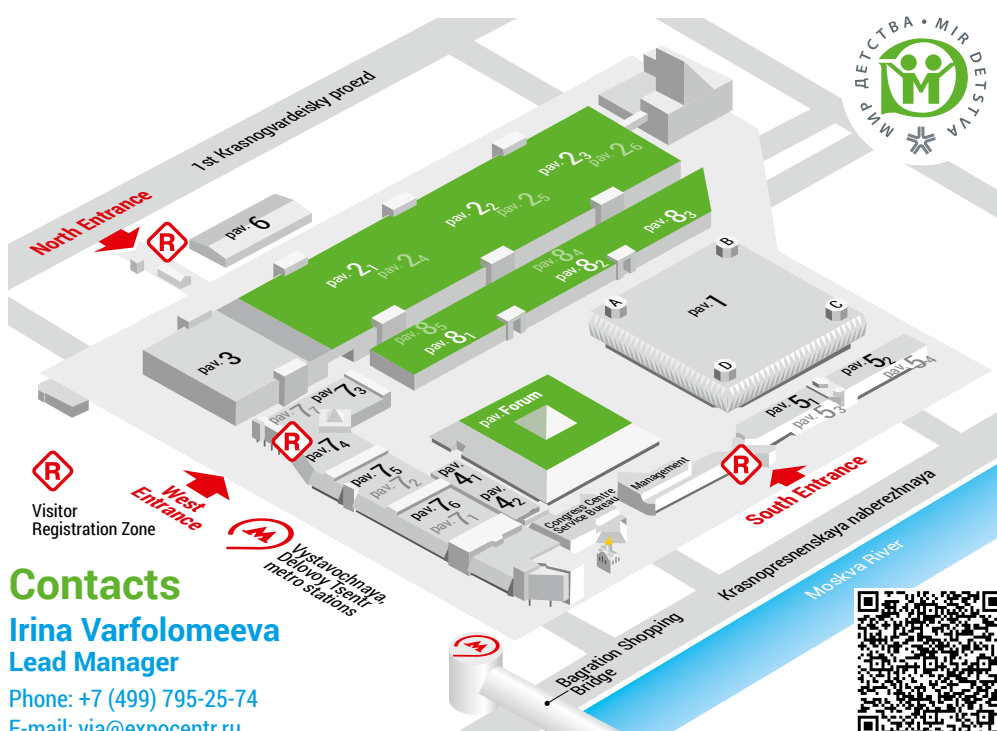 МИР ДЕТСТВА • MIR DETSTVA
M
1st Krasnogvardeisky proezd
North Entrance
R
pav. 6
pav. 2₃
pav. 2₆
pav. 2₂
pav. 2₅
pav. 2₁
pav. 2₄
pav. 8₃
pav. 8₄
pav. 8₂
pav. 8₅
pav. 8₁
pav. 3
B
A
pav. 1
C
D
pav. 5₂
pav. 5₄
pav. 5₁
pav. 5₃
pav. 7₃
pav. 7₇
R
pav. 7₄
pav. 7₅
pav. 7₂
pav. 7₆
pav. 7₁
pav. 4₁
pav. 4₂
pav. Forum
Management
Congress Centre
Service Bureau
R
South Entrance
R
Visitor
Registration Zone
West
Entrance
Vystavochnaya,
Delovoy Tsentr
metro stations
Krasnopresnenskaya naberezhnaya
Moskva River
Bagration Shopping
Bridge
Contacts
Irina Varfolomeeva
Lead Manager
Phone: +7 (499) 795-25-74
E-mail: via@expocentr.ru